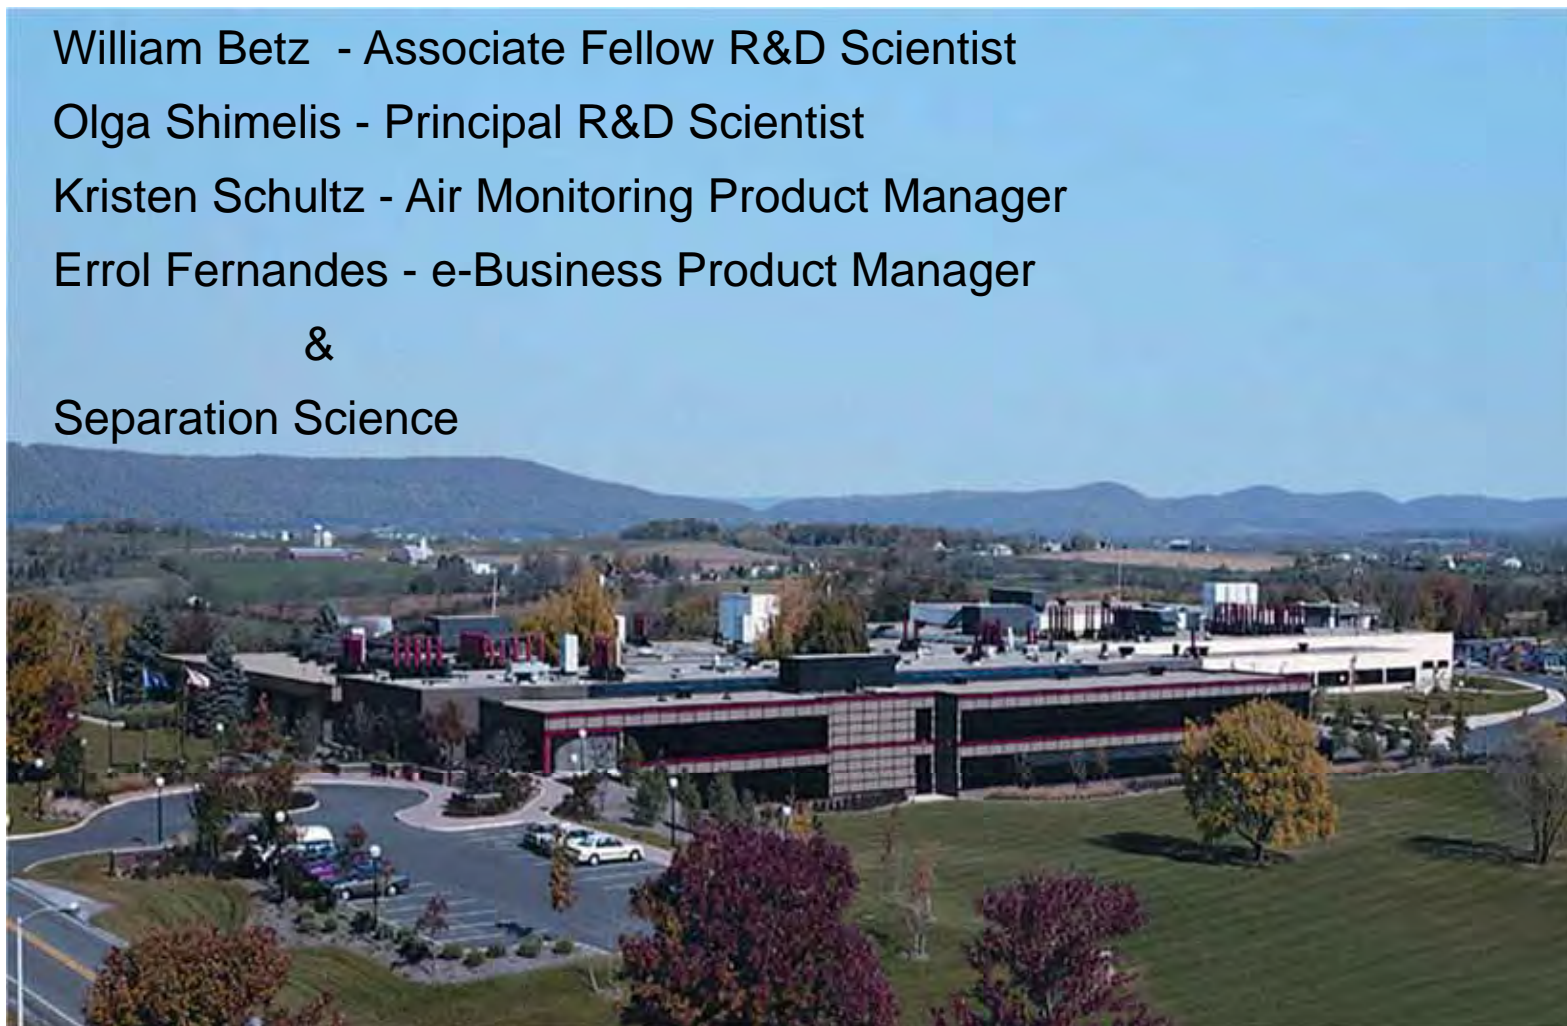 William Betz - Associate Fellow R&D Scientist
Olga Shimelis - Principal R&D Scientist
Kristen Schultz - Air Monitoring Product Manager
Errol Fernandes - e-Business Product Manager
&
Separation Science